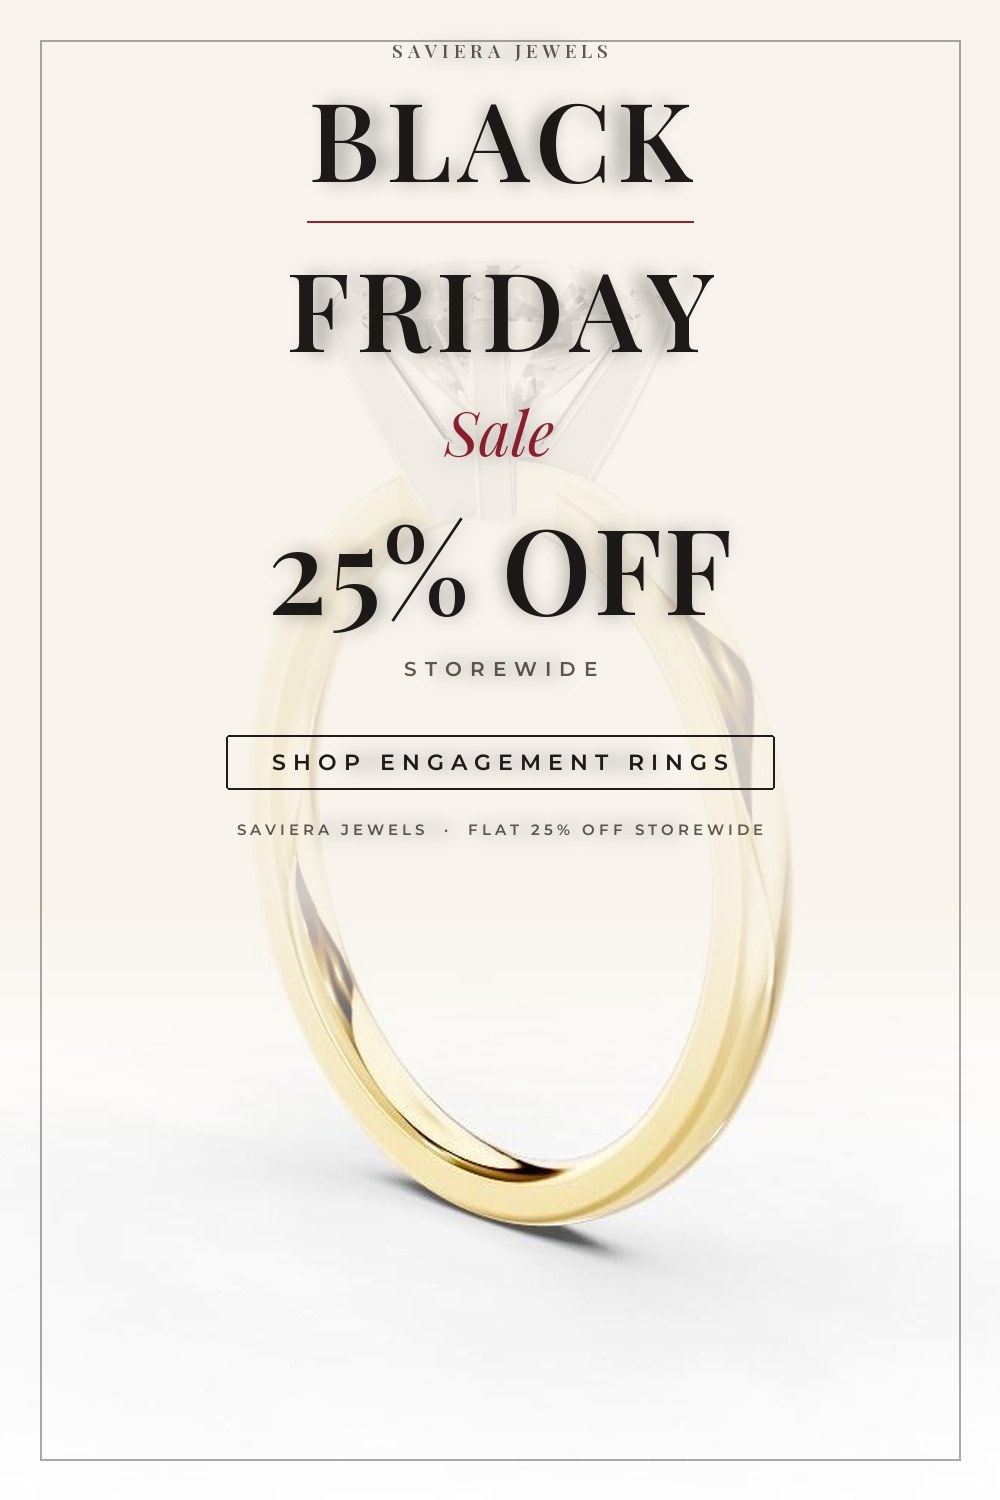 SAVIERA JEWELS
BLACK
FRIDAY
Sale
25% OFF
STOREWIDE
SHOP ENGAGEMENT RINGS
SAVIERA JEWELS · FLAT 25% OFF STOREWIDE